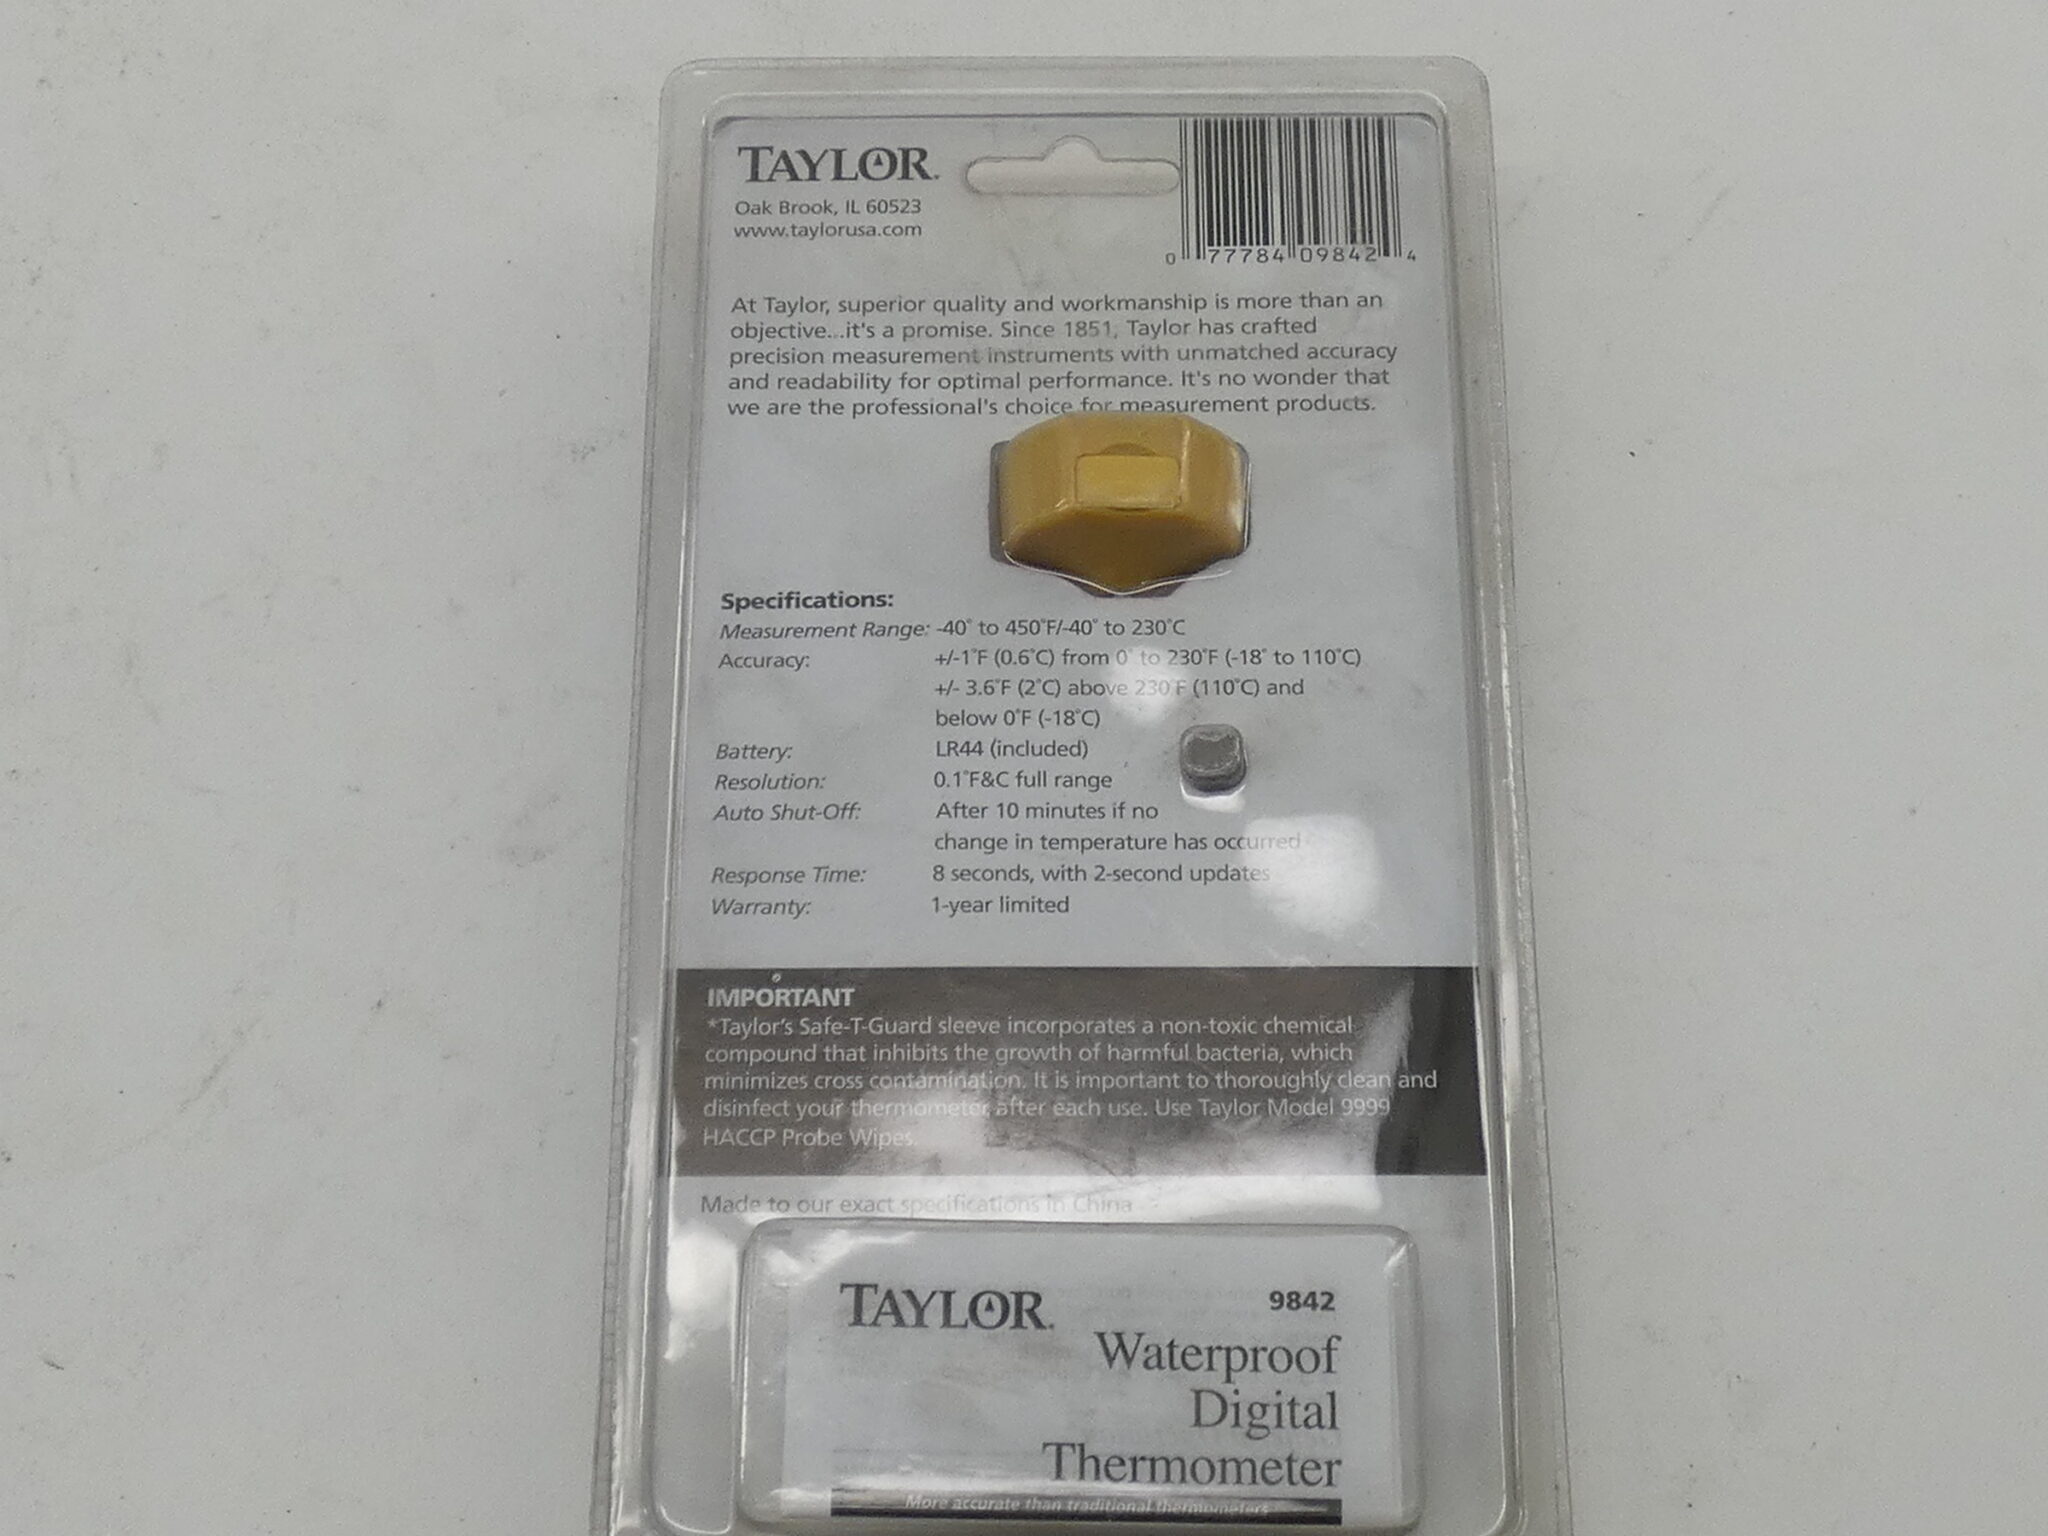 TAYLOR.
Oak Brook, IL 60523
www.taylorusa.com
0 77784 09842 4
At Taylor, superior quality and workmanship is more than an
objective...it's a promise. Since 1851, Taylor has crafted
precision measurement instruments with unmatched accuracy
and readability for optimal performance. It's no wonder that
we are the professional's choice for measurement products.
Specifications:
Measurement Range: -40° to 450°F/-40° to 230°C
Accuracy: +/-1°F (0.6°C) from 0° to 230°F (-18° to 110°C)
+/- 3.6°F (2°C) above 230°F (110°C) and
below 0°F (-18°C)
Battery: LR44 (included)
Resolution: 0.1°F&C full range
Auto Shut-Off: After 10 minutes if no
change in temperature has occurred
Response Time: 8 seconds, with 2-second updates
Warranty: 1-year limited
IMPORTANT
*Taylor's Safe-T-Guard sleeve incorporates a non-toxic chemical
compound that inhibits the growth of harmful bacteria, which
minimizes cross contamination. It is important to thoroughly clean and
disinfect your thermometer after each use. Use Taylor Model 9999
HACCP Probe Wipes.
Made to our exact specifications in China
TAYLOR.
9842
Waterproof
Digital
Thermometer
More accurate than traditional thermometers